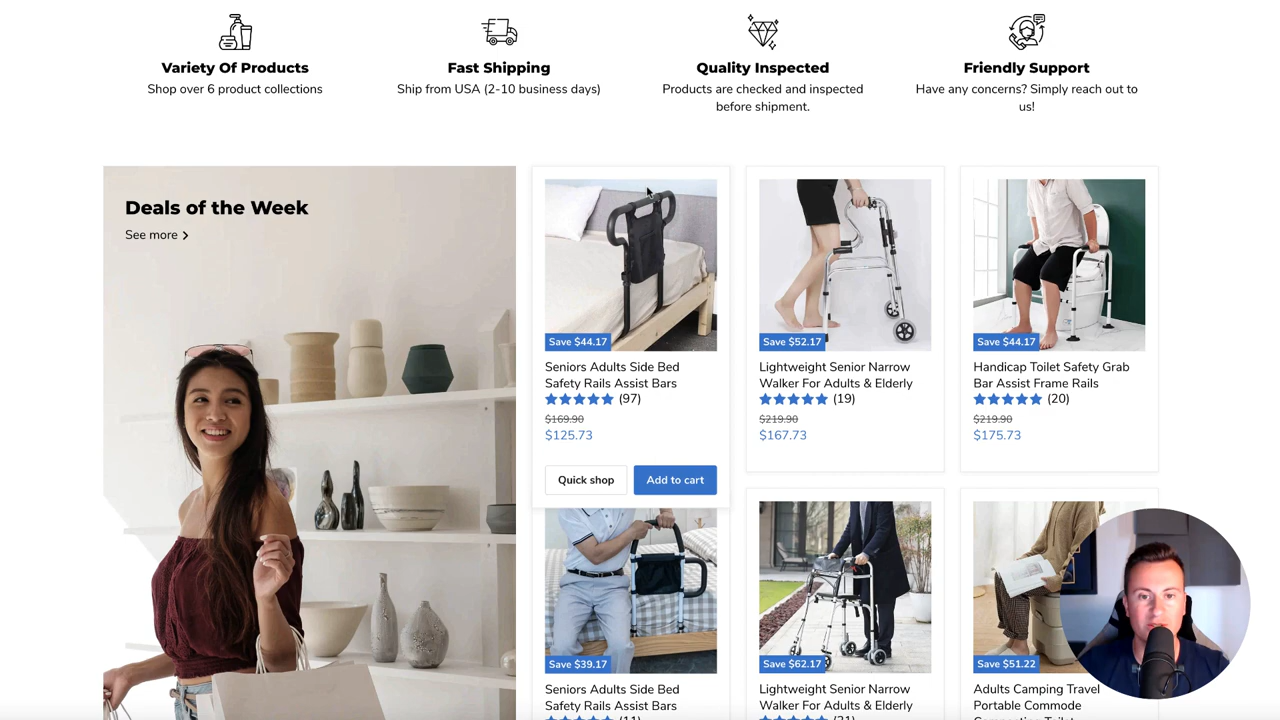 Variety Of Products
Shop over 6 product collections
Fast Shipping
Ship from USA (2-10 business days)
Quality Inspected
Products are checked and inspected
before shipment.
Friendly Support
Have any concerns? Simply reach out to
us!
Deals of the Week
See more
Save $44.17
Seniors Adults Side Bed
Safety Rails Assist Bars
(97)
$169.90
$125.73
Quick shop
Add to cart
Save $52.17
Lightweight Senior Narrow
Walker For Adults & Elderly
(19)
$219.90
$167.73
Save $44.17
Handicap Toilet Safety Grab
Bar Assist Frame Rails
(20)
$219.90
$175.73
Save $39.17
Seniors Adults Side Bed
Safety Rails Assist Bars
(11)
Save $62.17
Lightweight Senior Narrow
Walker For Adults & Elderly
(21)
Save $51.22
Adults Camping Travel
Portable Commode